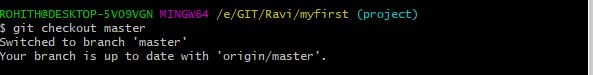 ROHITH@DESKTOP-5VO9VGN MINGW64 /e/GIT/Ravi/myfirst (project)
$ git checkout master
Switched to branch 'master'
Your branch is up to date with 'origin/master'.